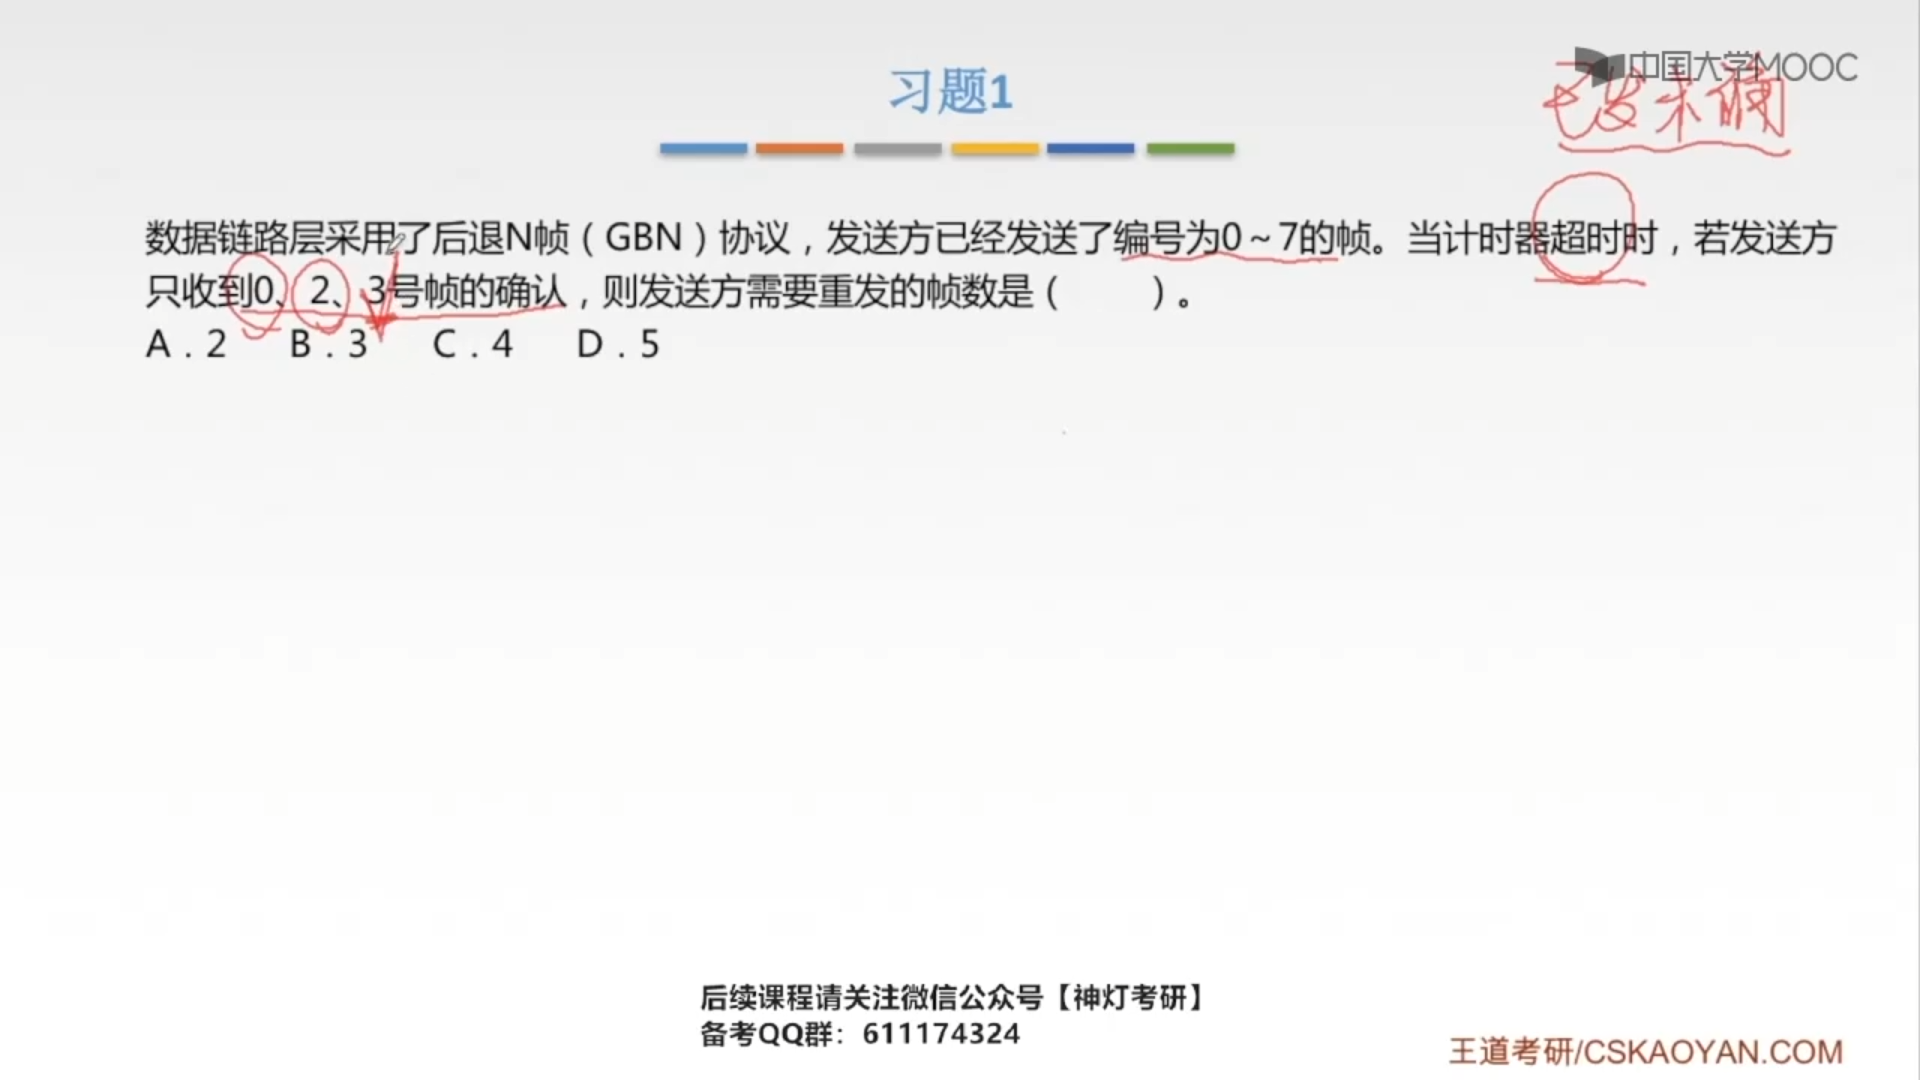 中国大学MOOC
习题1
已发未确
数据链路层采用了后退N帧（GBN）协议，发送方已经发送了编号为0～7的帧。当计时器超时时，若发送方
只收到0、2、3号帧的确认，则发送方需要重发的帧数是（　　）。
A．2　B．3　C．4　D．5
后续课程请关注微信公众号【神灯考研】
备考QQ群：611174324
王道考研/CSKAOYAN.COM